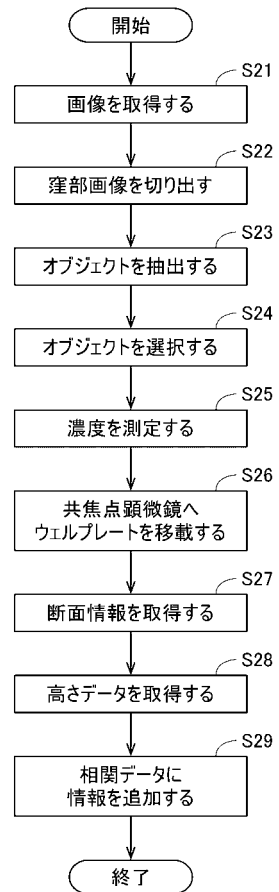 開始
S21
画像を取得する
S22
窪部画像を切り出す
S23
オブジェクトを抽出する
S24
オブジェクトを選択する
S25
濃度を測定する
S26
共焦点顕微鏡へ
ウェルプレートを移載する
S27
断面情報を取得する
S28
高さデータを取得する
S29
相関データに
情報を追加する
終了